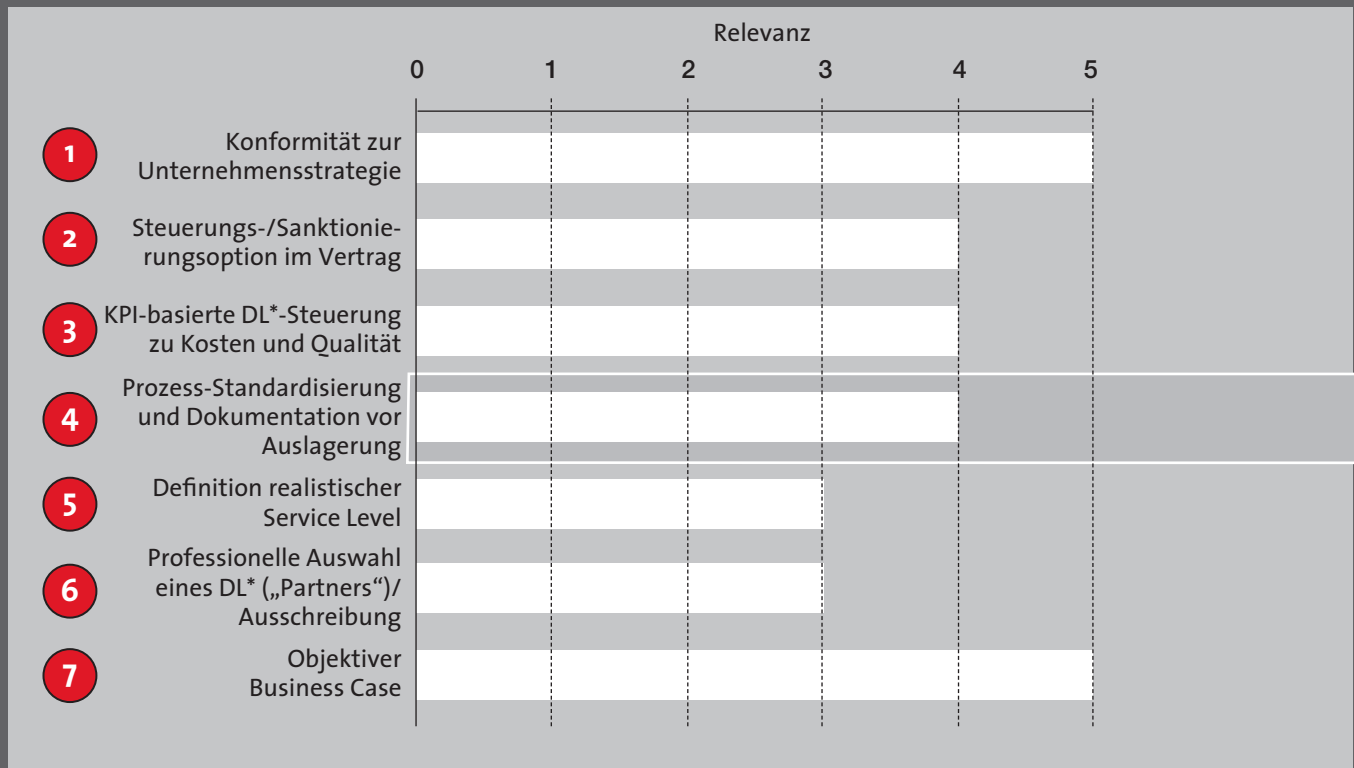 Relevanz
0 1 2 3 4 5
1
Konformität zur
Unternehmensstrategie
2
Steuerungs-/Sanktionie-
rungsoption im Vertrag
3
KPI-basierte DL*-Steuerung
zu Kosten und Qualität
4
Prozess-Standardisierung
und Dokumentation vor
Auslagerung
5
Definition realistischer
Service Level
6
Professionelle Auswahl
eines DL* („Partners“)/
Ausschreibung
7
Objektiver
Business Case